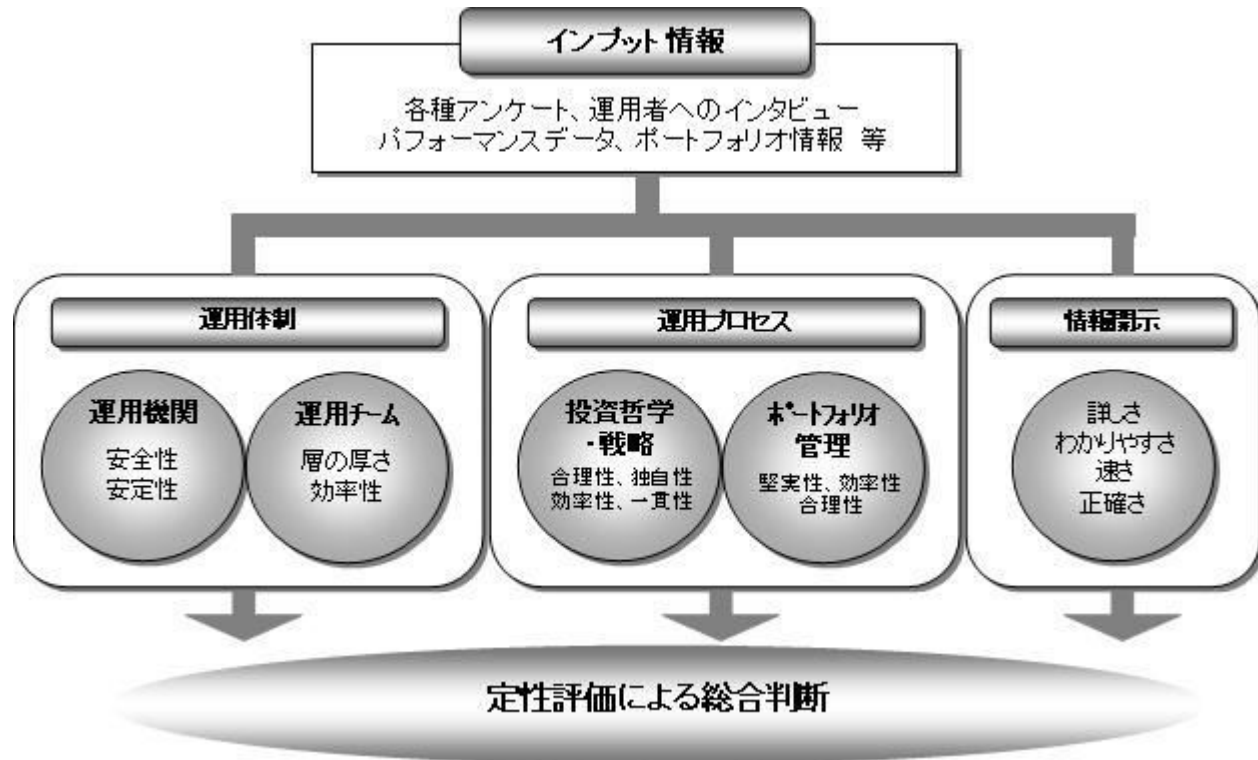 インプット情報
各種アンケート、運用者へのインタビュー
パフォーマンスデータ、ポートフォリオ情報 等
運用体制
運用機関
安全性
安定性
運用チーム
層の厚さ
効率性
運用プロセス
投資哲学
・戦略
合理性、独自性
効率性、一貫性
ポートフォリオ
管理
堅実性、効率性
合理性
情報開示
詳しさ
わかりやすさ
速さ
正確さ
定性評価による総合判断